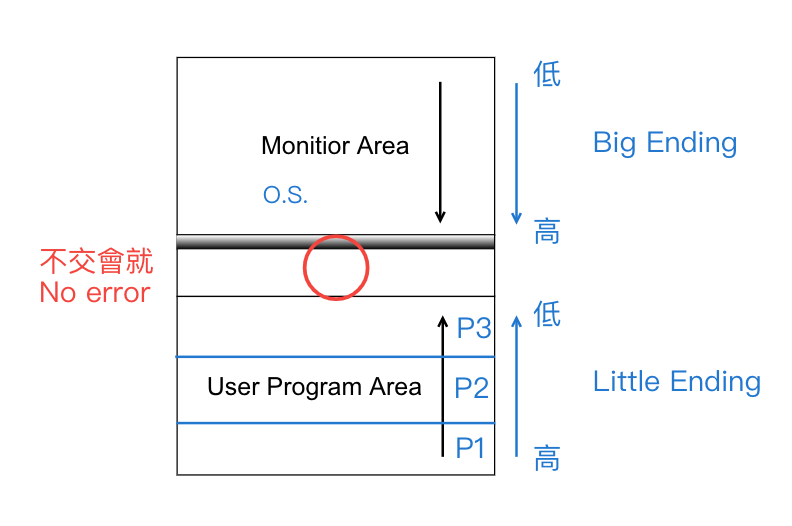 低
Monitior Area
Big Ending
O.S.
高
不交會就
No error
低
P3
User Program Area
P2
Little Ending
P1
高